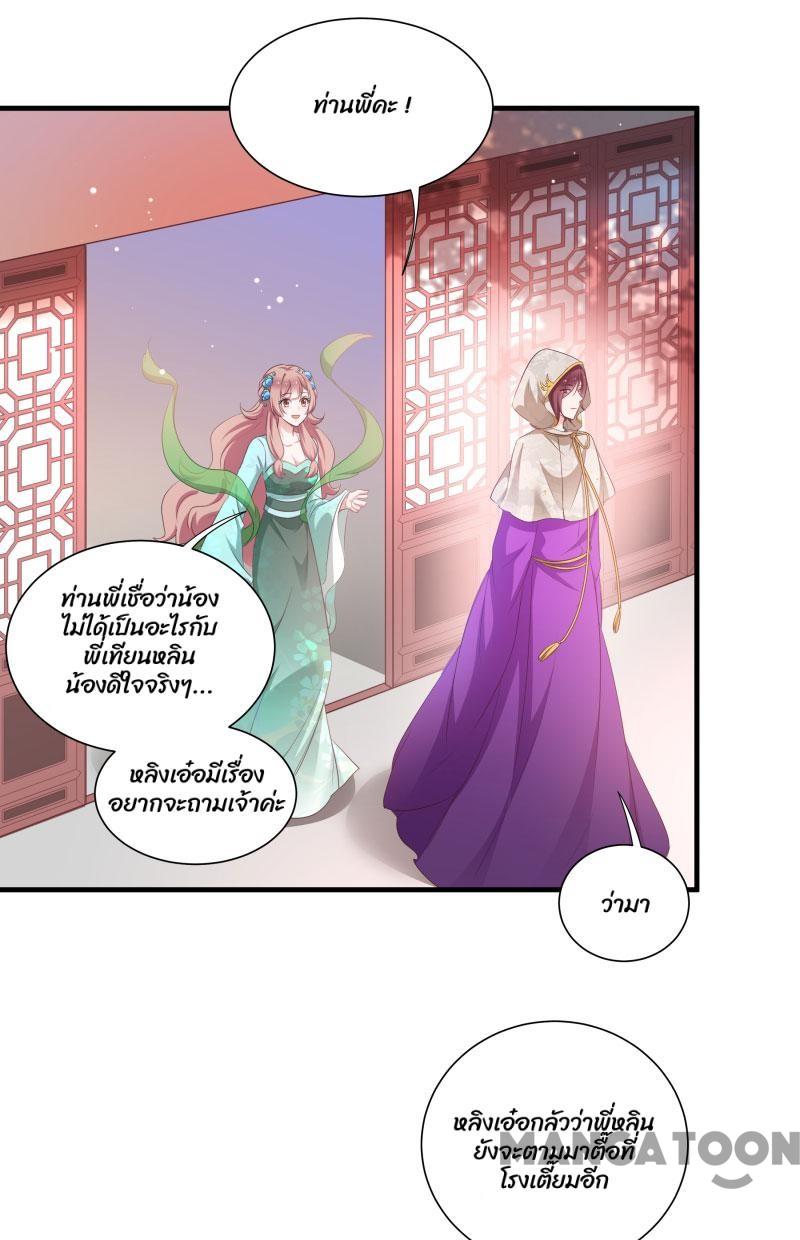 ท่านพี่คะ !
ท่านพี่เชื่อว่าน้อง
ไม่ได้เป็นอะไรกับ
พี่เทียนหลิน
น้องดีใจจริงๆ...
หลิงเอ๋อมีเรื่อง
อยากจะถามเจ้าค่ะ
ว่ามา
หลิงเอ๋อกลัวว่าพี่หลิน
ยังจะตามมาตื๊อที่
โรงเตี๊ยมอีก
MANGATOON